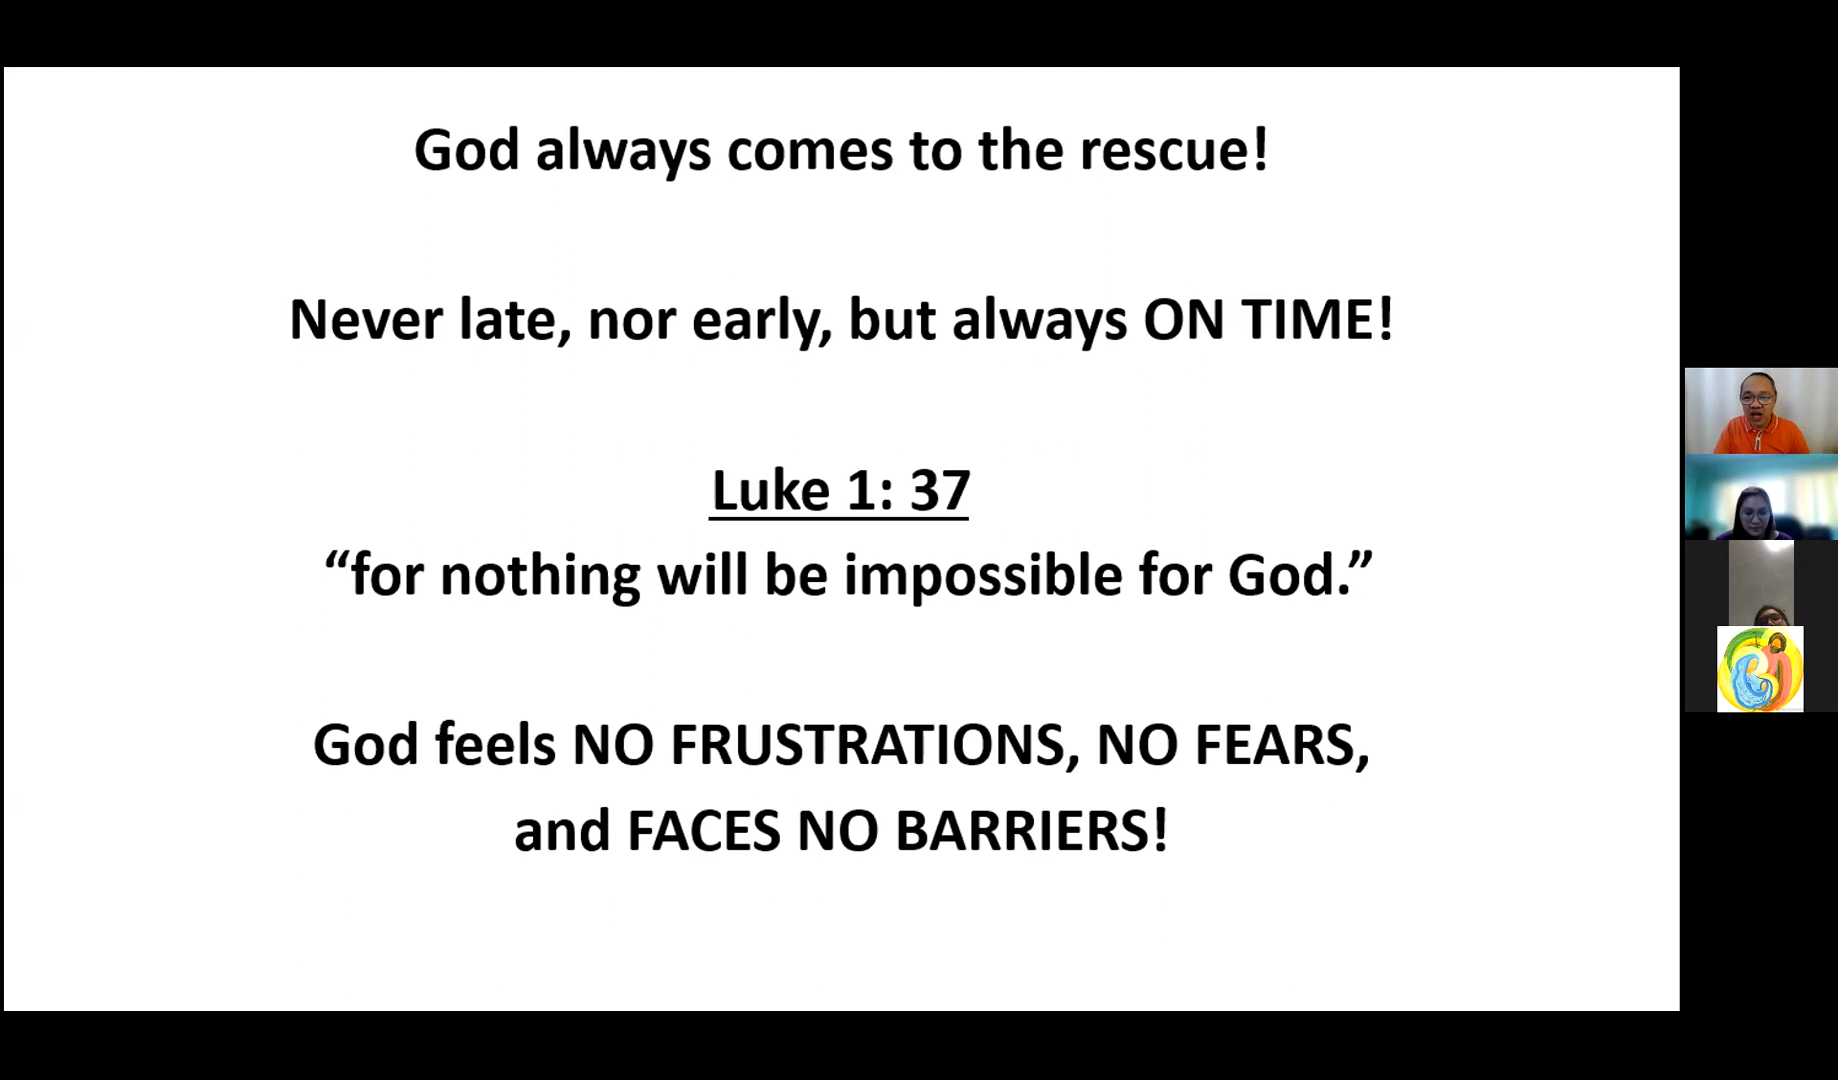 God always comes to the rescue!
Never late, nor early, but always ON TIME!
Luke 1: 37
“for nothing will be impossible for God.”
God feels NO FRUSTRATIONS, NO FEARS,
and FACES NO BARRIERS!